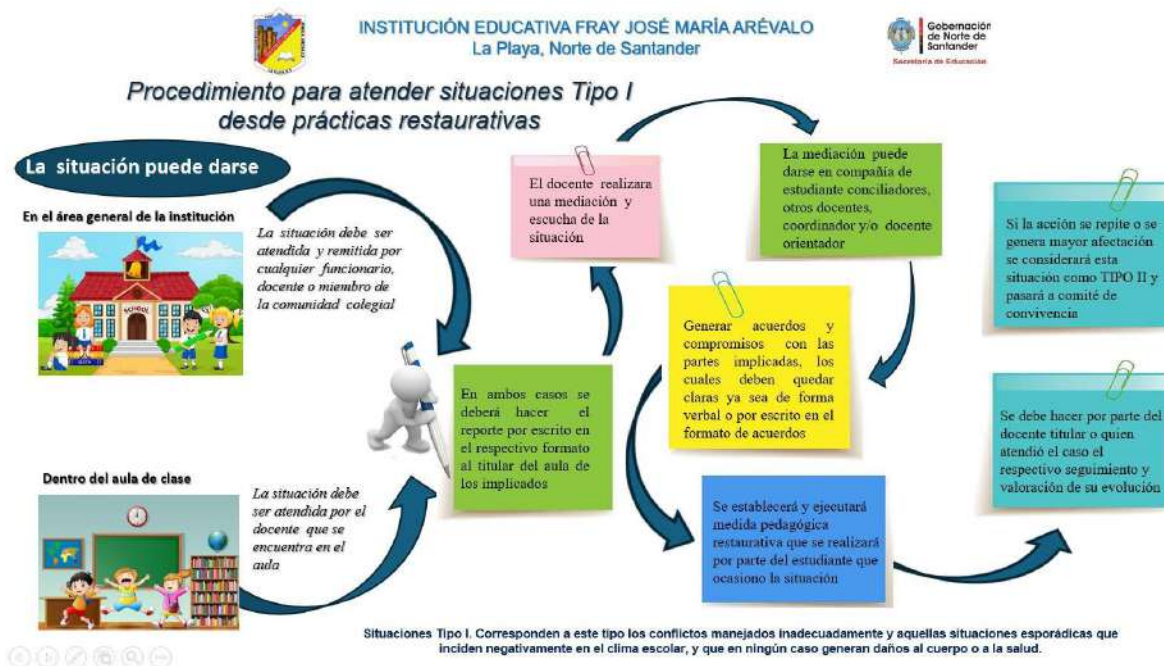 INSTITUCIÓN EDUCATIVA FRAY JOSÉ MARÍA ARÉVALO
La Playa, Norte de Santander
Gobernación
de Norte de
Santander
Secretaría de Educación
Procedimiento para atender situaciones Tipo I
desde prácticas restaurativas
La situación puede darse
En el área general de la institución
SCHOOL
La situación debe ser
atendida y remitida por
cualquier funcionario,
docente o miembro de
la comunidad colegial
Dentro del aula de clase
La situación debe
ser atendida por el
docente que se
encuentra en el
aula
En ambos casos se
deberá hacer el
reporte por escrito en
el respectivo formato
al titular del aula de
los implicados
El docente realizara
una mediación y
escucha de la
situación
La mediación puede
darse en compañía de
estudiante conciliadores,
otros docentes,
coordinador y/o docente
orientador
Generar acuerdos y
compromisos con las
partes implicadas, los
cuales deben quedar
claras ya sea de forma
verbal o por escrito en el
formato de acuerdos
Se establecerá y ejecutará
medida pedagógica
restaurativa que se realizará
por parte del estudiante que
ocasiono la situación
Se debe hacer por parte del
docente titular o quien
atendió el caso el
respectivo seguimiento y
valoración de su evolución
Si la acción se repite o se
genera mayor afectación
se considerará esta
situación como TIPO II y
pasará a comité de
convivencia
Situaciones Tipo I. Corresponden a este tipo los conflictos manejados inadecuadamente y aquellas situaciones esporádicas que
inciden negativamente en el clima escolar, y que en ningún caso generan daños al cuerpo o a la salud.